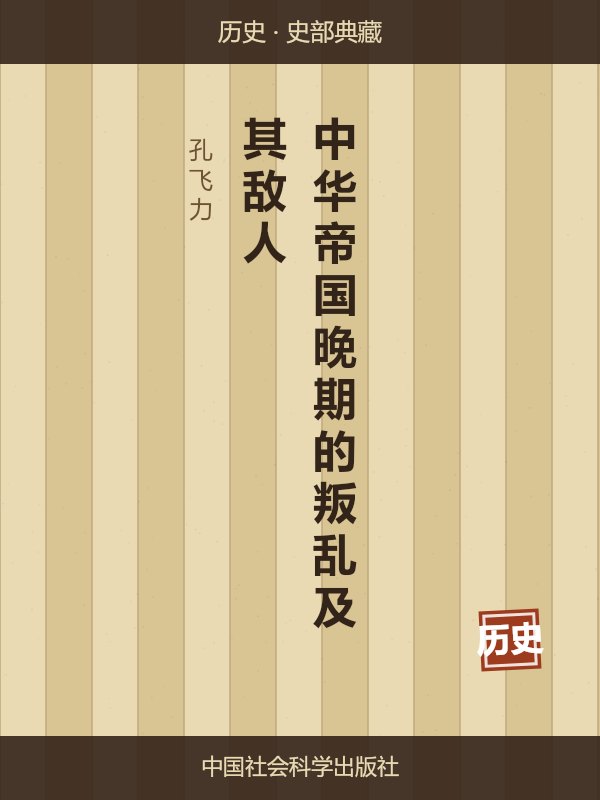 历史 · 史部典藏
中华帝国晚期的叛乱及
其敌人
孔飞力
历史
中国社会科学出版社